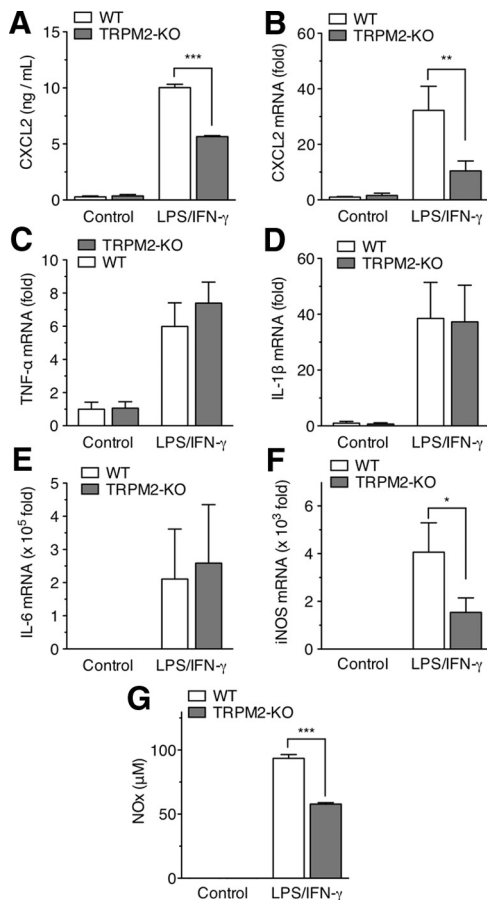 A
WT
TRPM2-KO
CXCL2 (ng / mL)
15
10
5
0
***
Control
LPS/IFN-γ
B
WT
TRPM2-KO
CXCL2 mRNA (fold)
60
40
20
0
**
Control
LPS/IFN-γ
C
TRPM2-KO
WT
TNF-α mRNA (fold)
10
8
6
4
2
0
Control
LPS/IFN-γ
D
WT
TRPM2-KO
IL-1β mRNA (fold)
60
40
20
0
Control
LPS/IFN-γ
E
WT
TRPM2-KO
IL-6 mRNA (x 10⁵ fold)
5
4
3
2
1
0
Control
LPS/IFN-γ
F
WT
TRPM2-KO
iNOS mRNA (x 10³ fold)
6
4
2
0
*
Control
LPS/IFN-γ
G
WT
TRPM2-KO
NOx (μM)
100
50
0
***
Control
LPS/IFN-γ